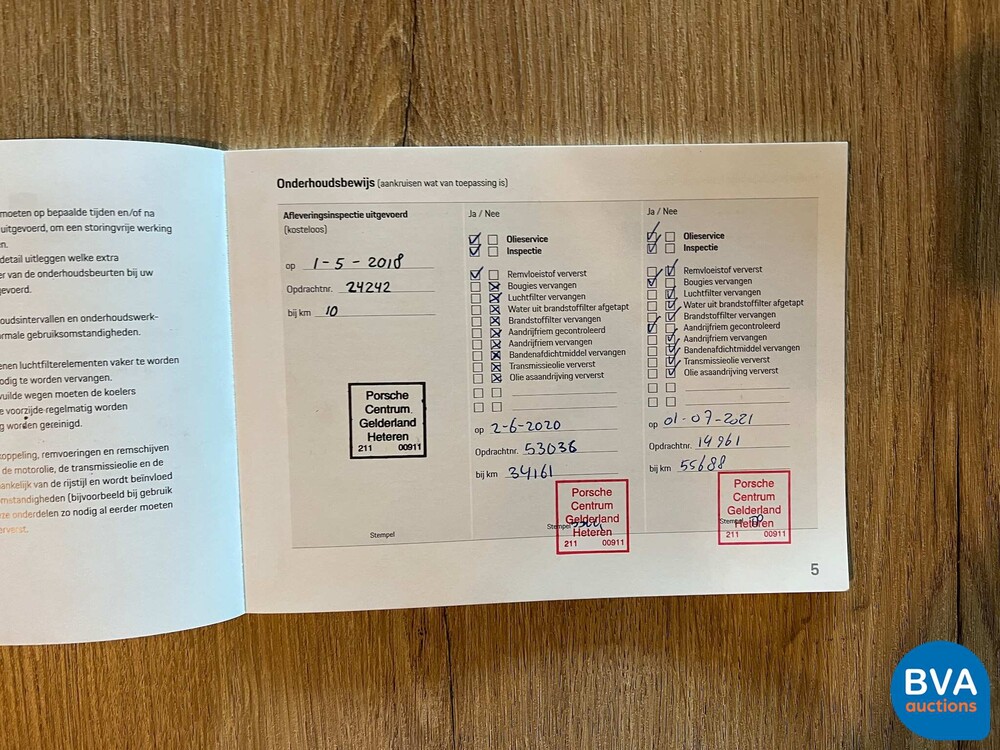 moeten op bepaalde tijden en/of na
uitgevoerd, om een storingvrije werking
en.
detail uitleggen welke extra
er van de onderhoudsbeurten bij uw
gevoerd.
oudsintervallen en onderhoudswerk-
ormale gebruiksomstandigheden.
enen luchtfilterelementen vaker te worden
odig te worden vervangen.
vuilde wegen moeten de koelers
e voorzijde regelmatig worden
g worden gereinigd.
koppeling, remvoeringen en remschijven
de motorolie, de transmissieolie en de
ankelijk van de rijstijl en wordt beïnvloed
mstandigheden (bijvoorbeeld bij gebruik
ze onderdelen zo nodig al eerder moeten
erverst.
Onderhoudsbewijs (aankruisen wat van toepassing is)
Afleveringsinspectie uitgevoerd
(kosteloos)
op 1-5-2018
Opdrachtnr. 24242
bij km 10
Porsche
Centrum
Gelderland
Heteren
211 00911
Stempel
Ja / Nee
Olieservice
Inspectie
Remvloeistof ververst
Bougies vervangen
Luchtfilter vervangen
Water uit brandstoffilter afgetapt
Brandstoffilter vervangen
Aandrijfriem gecontroleerd
Aandrijfriem vervangen
Bandenafdichtmiddel vervangen
Transmissieolie ververst
Olie asaandrijving ververst
op 2-6-2020
Opdrachtnr. 53036
bij km 34161
Porsche
Centrum
Gelderland
Stempel
Heteren
211 00911
Ja / Nee
Olieservice
Inspectie
Remvloeistof ververst
Bougies vervangen
Luchtfilter vervangen
Water uit brandstoffilter afgetapt
Brandstoffilter vervangen
Aandrijfriem gecontroleerd
Aandrijfriem vervangen
Bandenafdichtmiddel vervangen
Transmissieolie ververst
Olie asaandrijving ververst
op 01-07-2021
Opdrachtnr. 14961
bij km 55688
Porsche
Centrum
Gelderland
Stempel
Heteren
211 00911
5
BVA
auctions